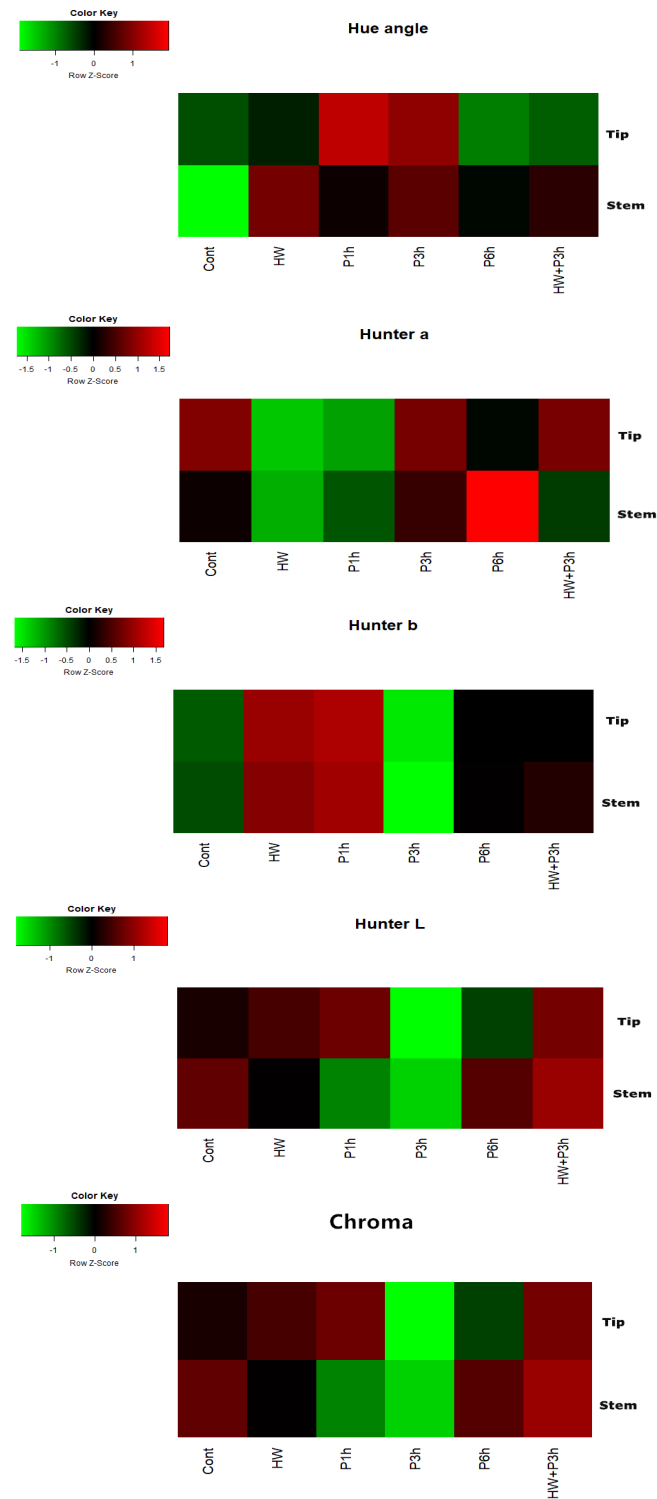 Color Key
-1 0 1
Row Z-Score
Hue angle
Tip
Stem
Cont HW P1h P3h P6h HW+P3h
Color Key
-1.5 -1 -0.5 0 0.5 1 1.5
Row Z-Score
Hunter a
Tip
Stem
Cont HW P1h P3h P6h HW+P3h
Color Key
-1.5 -1 -0.5 0 0.5 1 1.5
Row Z-Score
Hunter b
Tip
Stem
Cont HW P1h P3h P6h HW+P3h
Color Key
-1 0 1
Row Z-Score
Hunter L
Tip
Stem
Cont HW P1h P3h P6h HW+P3h
Color Key
-1 0 1
Row Z-Score
Chroma
Tip
Stem
Cont HW P1h P3h P6h HW+P3h